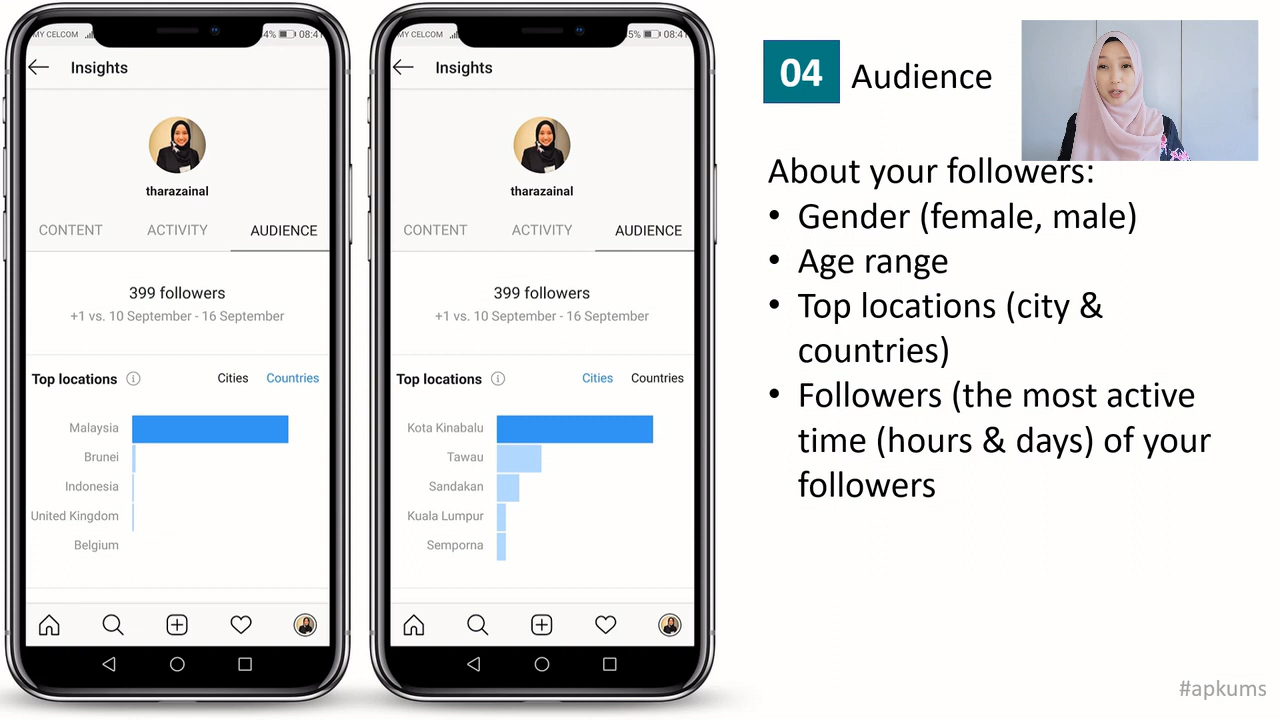 MY CELCOM
4% 08:41
Insights
tharazainal
CONTENT ACTIVITY AUDIENCE
399 followers
+1 vs. 10 September - 16 September
Top locations Cities Countries
Malaysia
Brunei
Indonesia
United Kingdom
Belgium
MY CELCOM
5% 08:41
Insights
tharazainal
CONTENT ACTIVITY AUDIENCE
399 followers
+1 vs. 10 September - 16 September
Top locations Cities Countries
Kota Kinabalu
Tawau
Sandakan
Kuala Lumpur
Semporna
04 Audience
About your followers:
• Gender (female, male)
• Age range
• Top locations (city &
countries)
• Followers (the most active
time (hours & days) of your
followers
#apkums